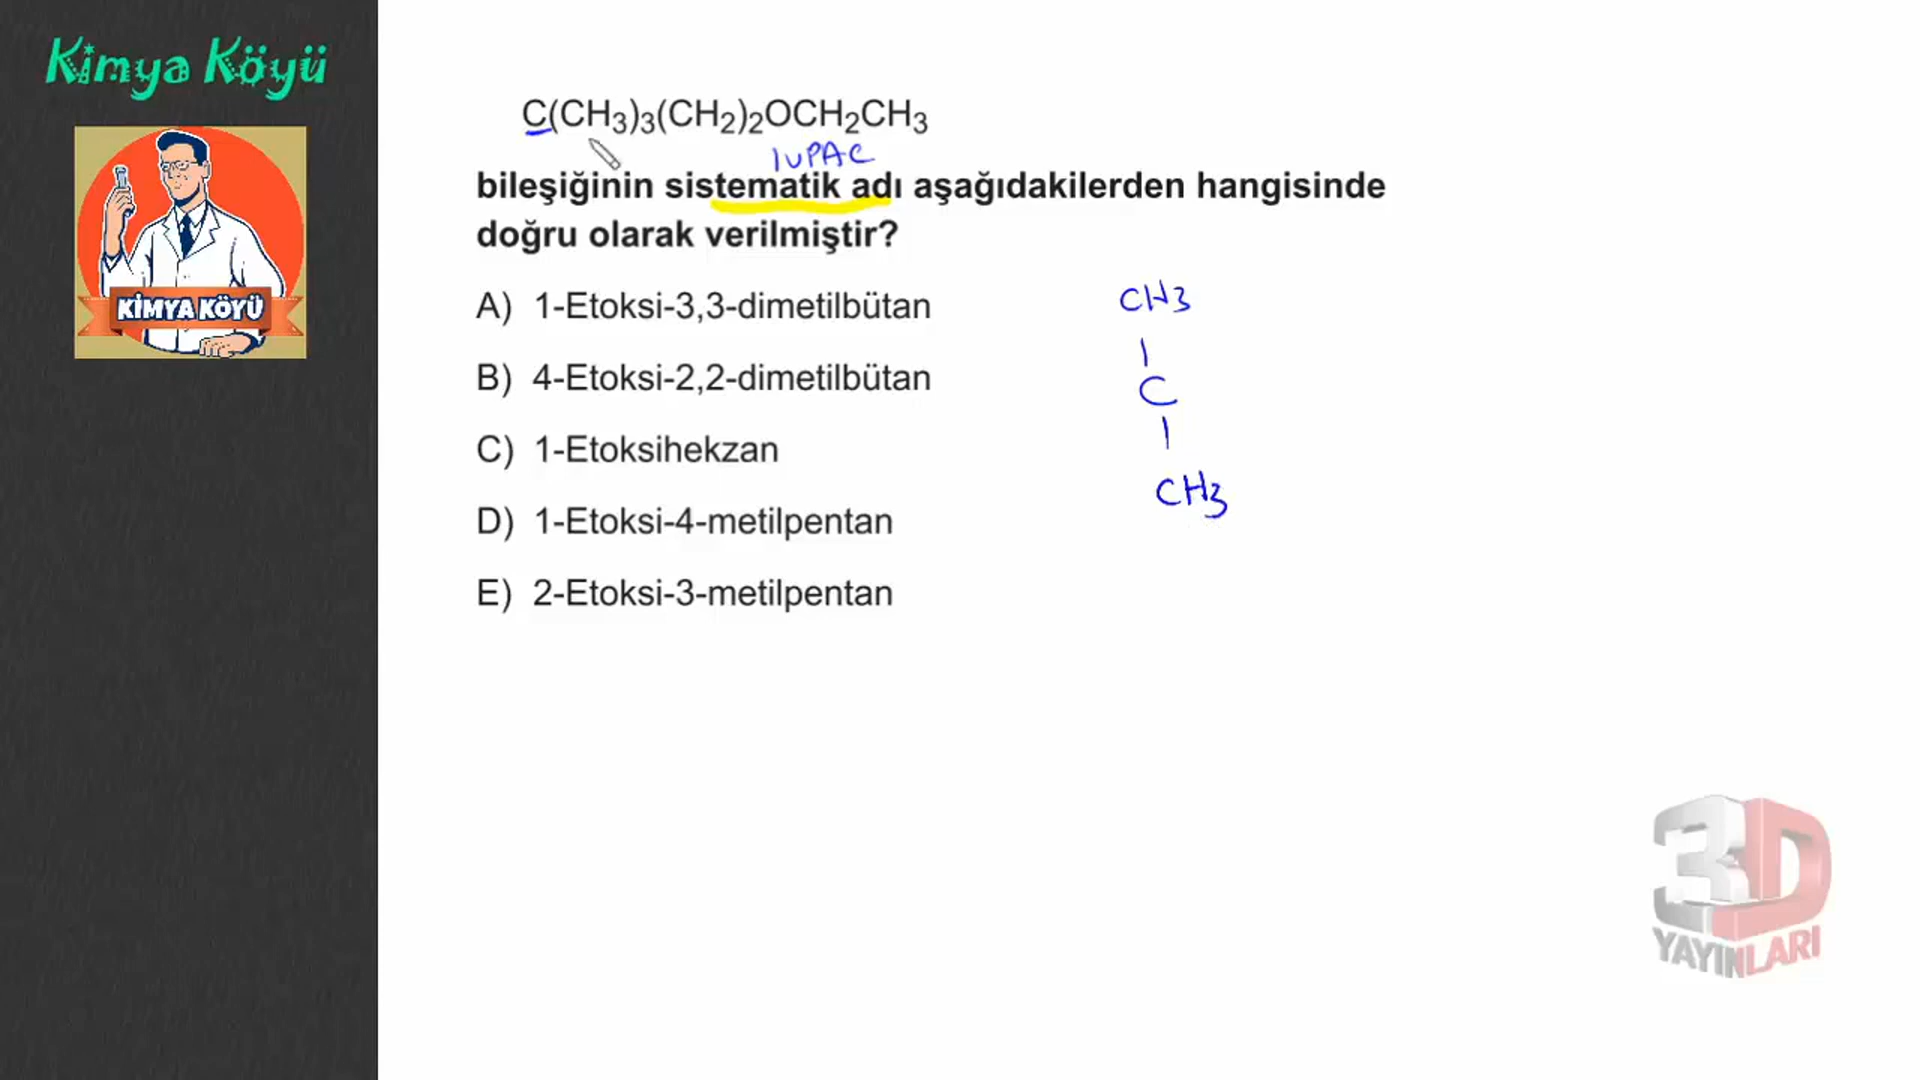 Kimya Köyü
KİMYA KÖYÜ
C(CH₃)₃(CH₂)₂OCH₂CH₃
IUPAC
bileşiğinin sistematik adı aşağıdakilerden hangisinde
doğru olarak verilmiştir?
A) 1-Etoksi-3,3-dimetilbütan
B) 4-Etoksi-2,2-dimetilbütan
C) 1-Etoksihekzan
D) 1-Etoksi-4-metilpentan
E) 2-Etoksi-3-metilpentan
CH3
C
CH3
3D
YAYINLARI